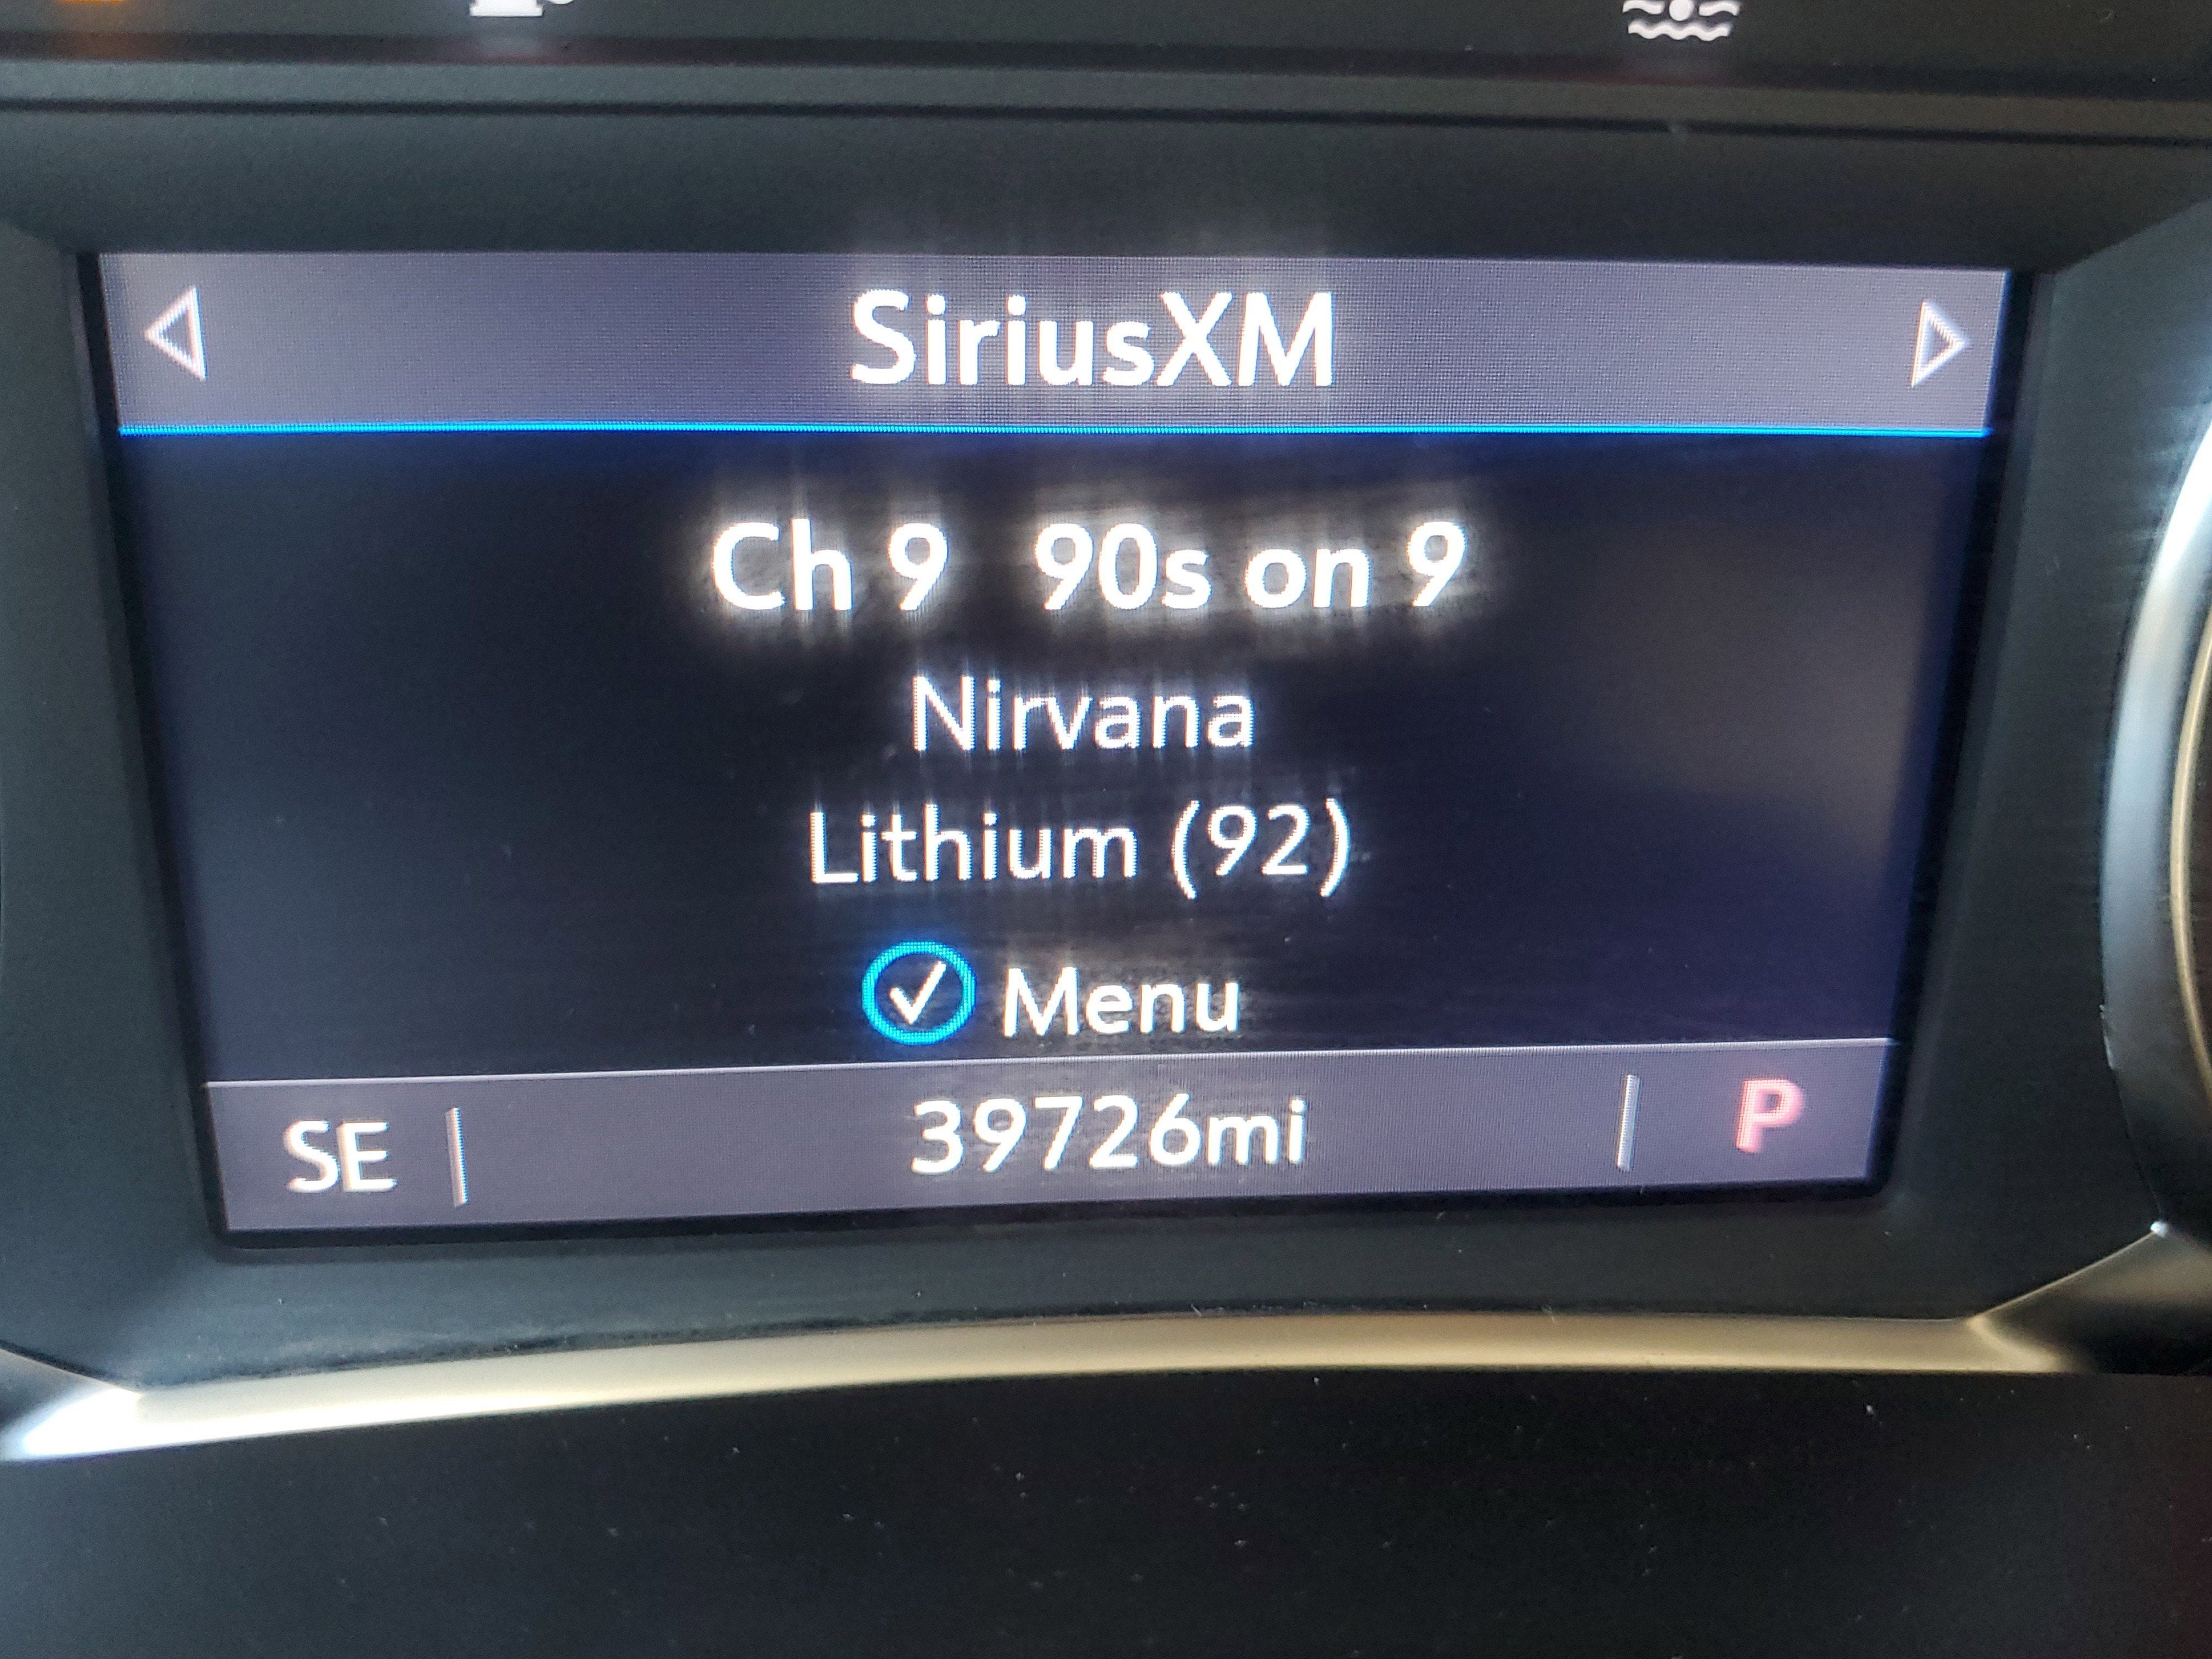 SiriusXM
Ch 9 90s on 9
Nirvana
Lithium (92)
Menu
SE 39726mi P